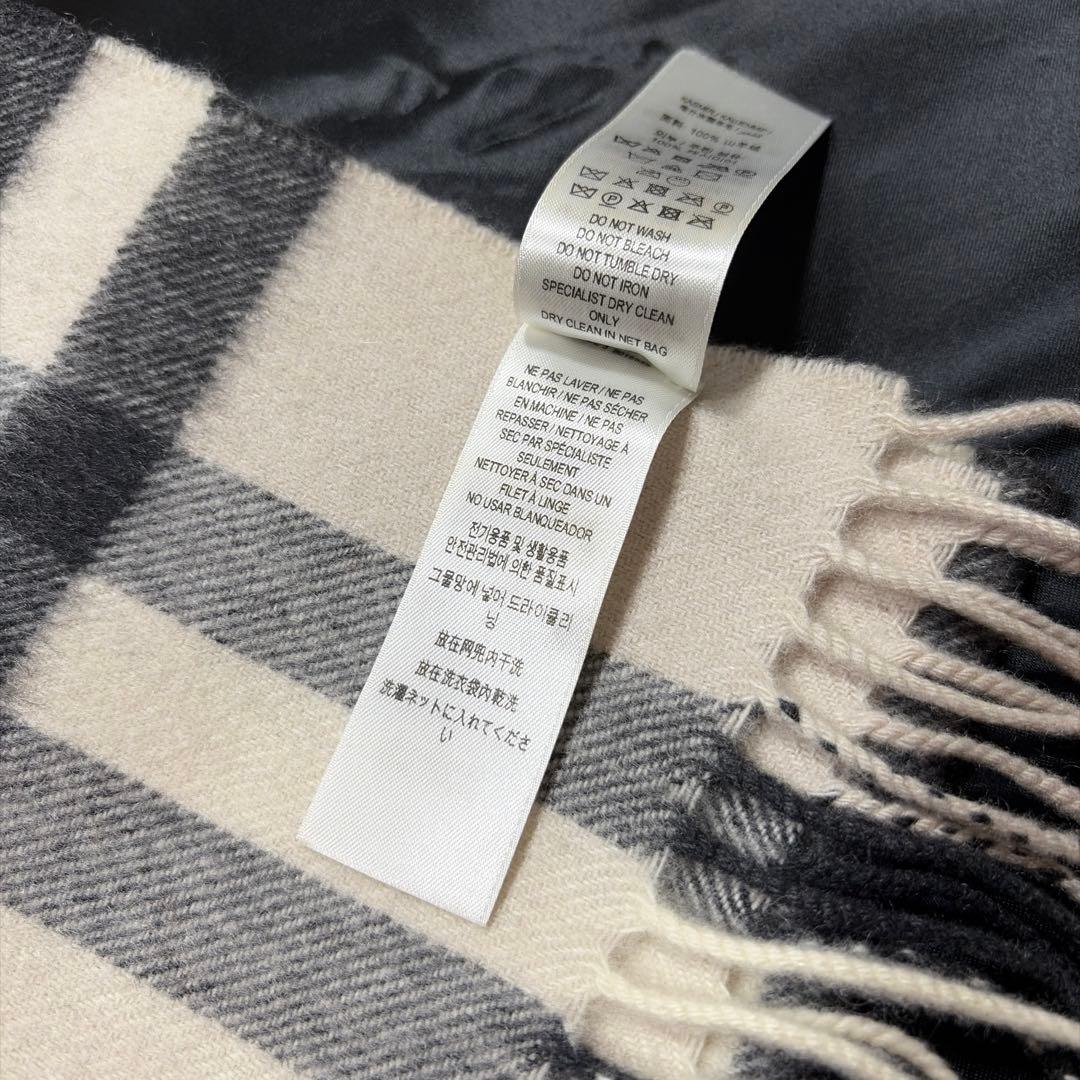 100% 山羊绒
DO NOT WASH
DO NOT BLEACH
DO NOT TUMBLE DRY
DO NOT IRON
SPECIALIST DRY CLEAN
ONLY
DRY CLEAN IN NET BAG
NE PAS LAVER / NE PAS
BLANCHIR / NE PAS SÉCHER
EN MACHINE / NE PAS
REPASSER / NETTOYAGE À
SEC PAR SPÉCIALISTE
SEULEMENT
NETTOYER À SEC DANS UN
FILET À LINGE
NO USAR BLANQUEADOR
전기용품 및 생활용품
안전관리법에 의한 품질표시
그물망에 넣어 드라이클리
닝
放在网兜内干洗
放在洗衣袋內乾洗
洗濯ネットに入れてくださ
い